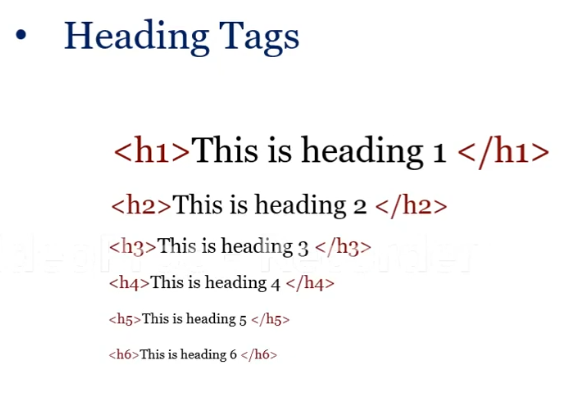 • Heading Tags
<h1>This is heading 1 </h1>
<h2>This is heading 2 </h2>
<h3>This is heading 3 </h3>
<h4>This is heading 4 </h4>
<h5>This is heading 5 </h5>
<h6>This is heading 6 </h6>